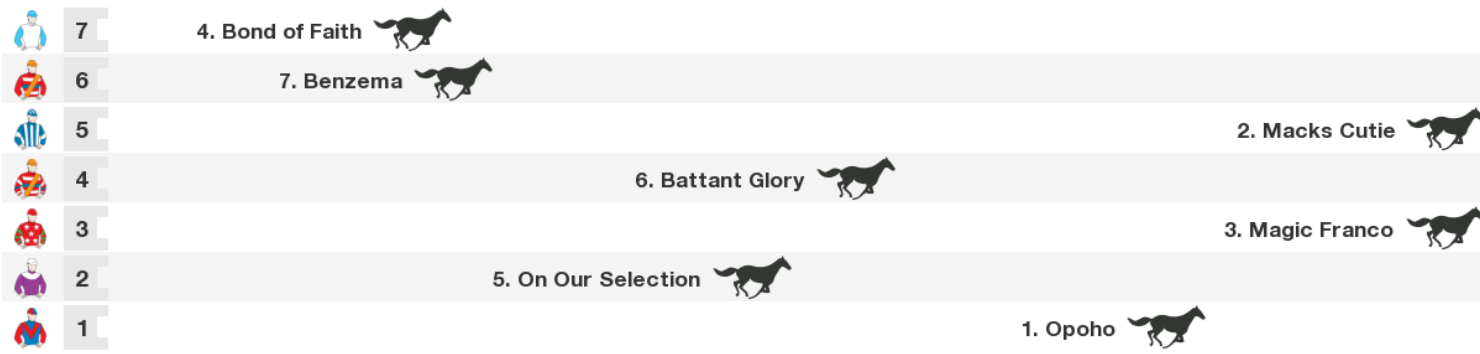 7 4. Bond of Faith
6 7. Benzema
5 2. Macks Cutie
4 6. Battant Glory
3 3. Magic Franco
2 5. On Our Selection
1 1. Opoho